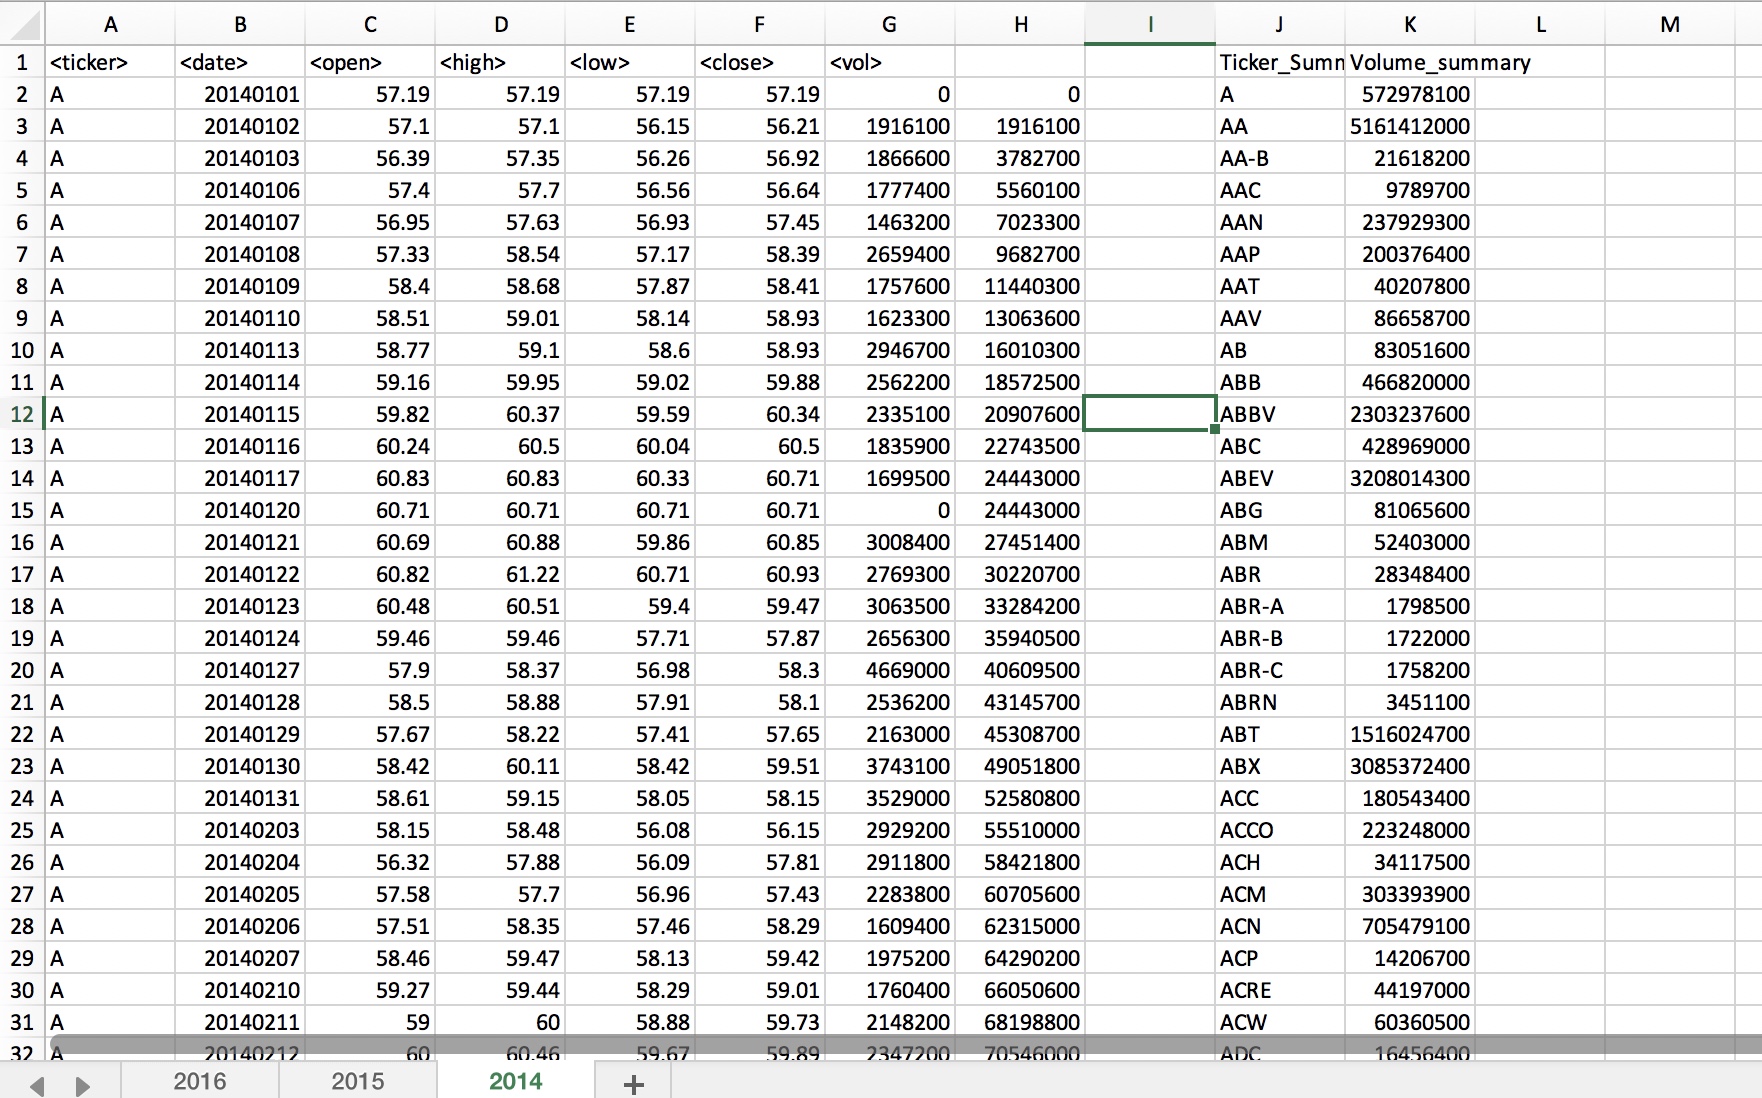 A B C D E F G H I J K L M
1 <ticker> <date> <open> <high> <low> <close> <vol> Ticker_Summ Volume_summary
2 A 20140101 57.19 57.19 57.19 57.19 0 0 A 572978100
3 A 20140102 57.1 57.1 56.15 56.21 1916100 1916100 AA 5161412000
4 A 20140103 56.39 57.35 56.26 56.92 1866600 3782700 AA-B 21618200
5 A 20140106 57.4 57.7 56.56 56.64 1777400 5560100 AAC 9789700
6 A 20140107 56.95 57.63 56.93 57.45 1463200 7023300 AAN 237929300
7 A 20140108 57.33 58.54 57.17 58.39 2659400 9682700 AAP 200376400
8 A 20140109 58.4 58.68 57.87 58.41 1757600 11440300 AAT 40207800
9 A 20140110 58.51 59.01 58.14 58.93 1623300 13063600 AAV 86658700
10 A 20140113 58.77 59.1 58.6 58.93 2946700 16010300 AB 83051600
11 A 20140114 59.16 59.95 59.02 59.88 2562200 18572500 ABB 466820000
12 A 20140115 59.82 60.37 59.59 60.34 2335100 20907600 ABBV 2303237600
13 A 20140116 60.24 60.5 60.04 60.5 1835900 22743500 ABC 428969000
14 A 20140117 60.83 60.83 60.33 60.71 1699500 24443000 ABEV 3208014300
15 A 20140120 60.71 60.71 60.71 60.71 0 24443000 ABG 81065600
16 A 20140121 60.69 60.88 59.86 60.85 3008400 27451400 ABM 52403000
17 A 20140122 60.82 61.22 60.71 60.93 2769300 30220700 ABR 28348400
18 A 20140123 60.48 60.51 59.4 59.47 3063500 33284200 ABR-A 1798500
19 A 20140124 59.46 59.46 57.71 57.87 2656300 35940500 ABR-B 1722000
20 A 20140127 57.9 58.37 56.98 58.3 4669000 40609500 ABR-C 1758200
21 A 20140128 58.5 58.88 57.91 58.1 2536200 43145700 ABRN 3451100
22 A 20140129 57.67 58.22 57.41 57.65 2163000 45308700 ABT 1516024700
23 A 20140130 58.42 60.11 58.42 59.51 3743100 49051800 ABX 3085372400
24 A 20140131 58.61 59.15 58.05 58.15 3529000 52580800 ACC 180543400
25 A 20140203 58.15 58.48 56.08 56.15 2929200 55510000 ACCO 223248000
26 A 20140204 56.32 57.88 56.09 57.81 2911800 58421800 ACH 34117500
27 A 20140205 57.58 57.7 56.96 57.43 2283800 60705600 ACM 303393900
28 A 20140206 57.51 58.35 57.46 58.29 1609400 62315000 ACN 705479100
29 A 20140207 58.46 59.47 58.13 59.42 1975200 64290200 ACP 14206700
30 A 20140210 59.27 59.44 58.29 59.01 1760400 66050600 ACRE 44197000
31 A 20140211 59 60 58.88 59.73 2148200 68198800 ACW 60360500
32 A 20140212 60 60.46 59.67 59.89 2347200 70546000 ADC 16456400
2016 2015 2014 +